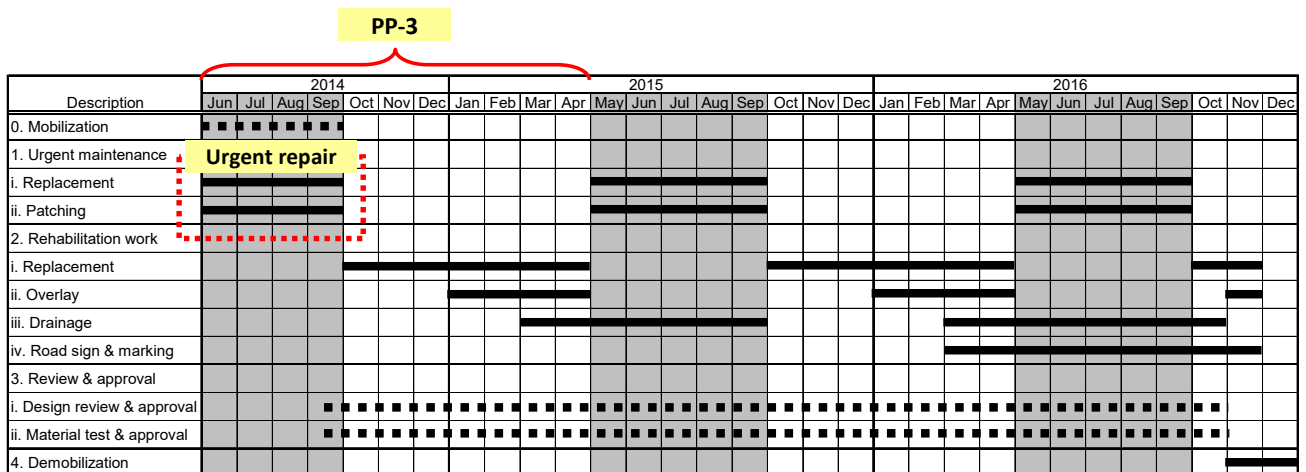 PP-3
2014 2015 2016
Description Jun Jul Aug Sep Oct Nov Dec Jan Feb Mar Apr May Jun Jul Aug Sep Oct Nov Dec Jan Feb Mar Apr May Jun Jul Aug Sep Oct Nov Dec
0. Mobilization
1. Urgent maintenance Urgent repair
i. Replacement
ii. Patching
2. Rehabilitation work
i. Replacement
ii. Overlay
iii. Drainage
iv. Road sign & marking
3. Review & approval
i. Design review & approval
ii. Material test & approval
4. Demobilization